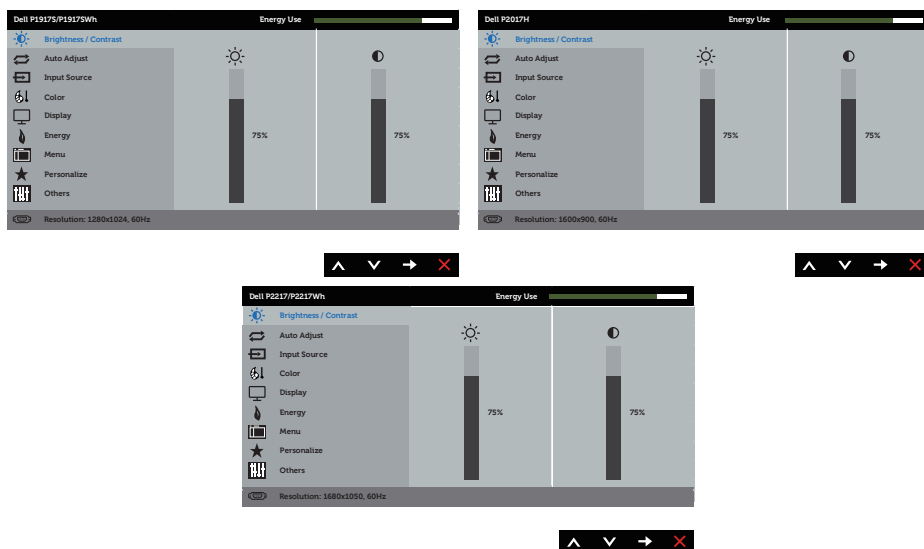 Dell P1917S/P1917SWh Energy Use
Brightness / Contrast
Auto Adjust
Input Source
Color
Display
Energy
Menu
Personalize
Others
75% 75%
Resolution: 1280x1024, 60Hz
Dell P2017H Energy Use
Brightness / Contrast
Auto Adjust
Input Source
Color
Display
Energy
Menu
Personalize
Others
75% 75%
Resolution: 1600x900, 60Hz
Dell P2217/P2217Wh Energy Use
Brightness / Contrast
Auto Adjust
Input Source
Color
Display
Energy
Menu
Personalize
Others
75% 75%
Resolution: 1680x1050, 60Hz